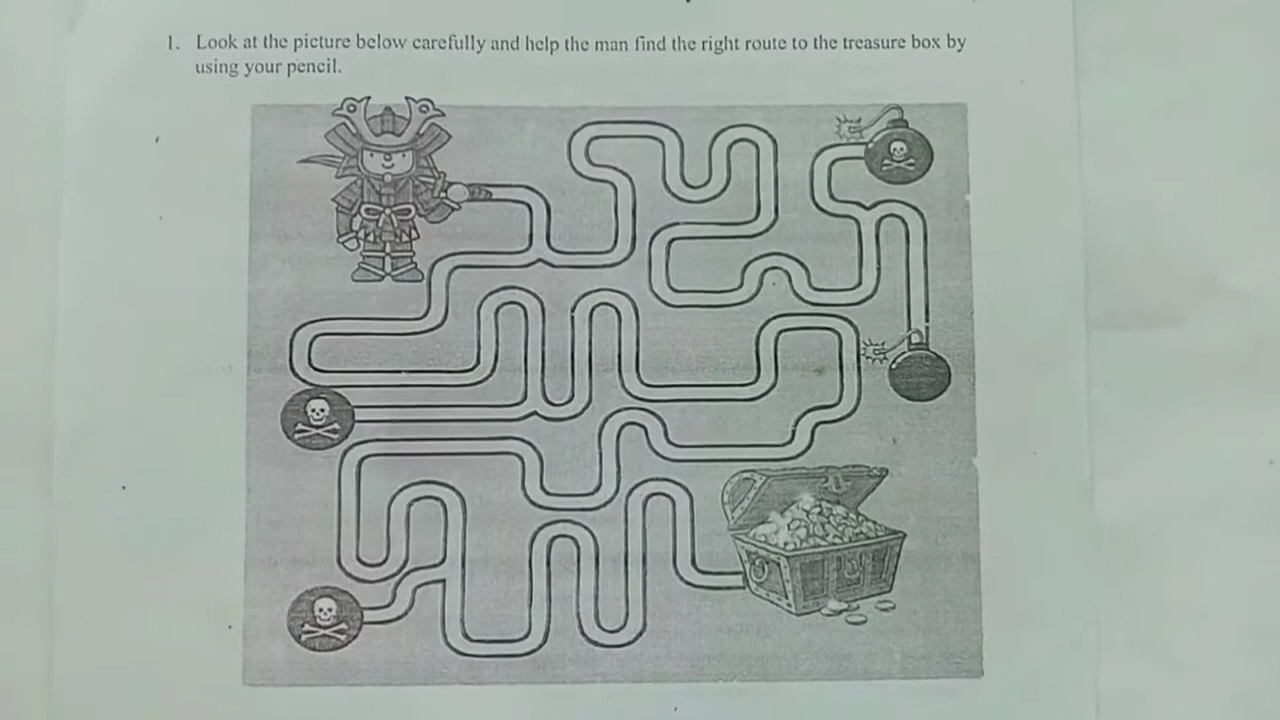 1. Look at the picture below carefully and help the man find the right route to the treasure box by
using your pencil.